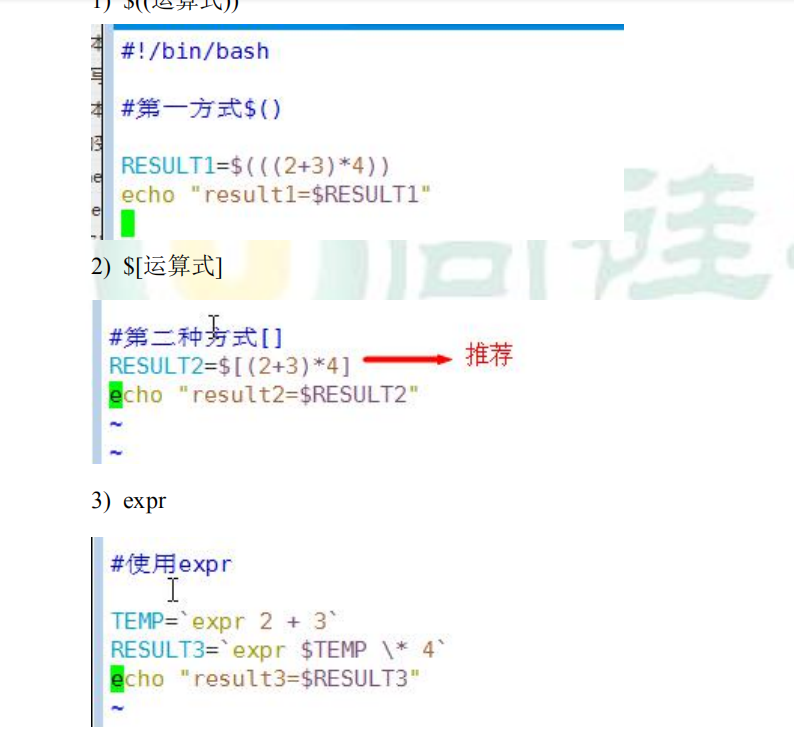 1) $((运算式))
#!/bin/bash
#第一方式$()
RESULT1=$(((2+3)*4))
echo "result1=$RESULT1"
2) $[运算式]
#第二种方式[]
RESULT2=$[(2+3)*4]
推荐
echo "result2=$RESULT2"
~
~
3) expr
#使用expr
TEMP=`expr 2 + 3`
RESULT3=`expr $TEMP \* 4`
echo "result3=$RESULT3"
~